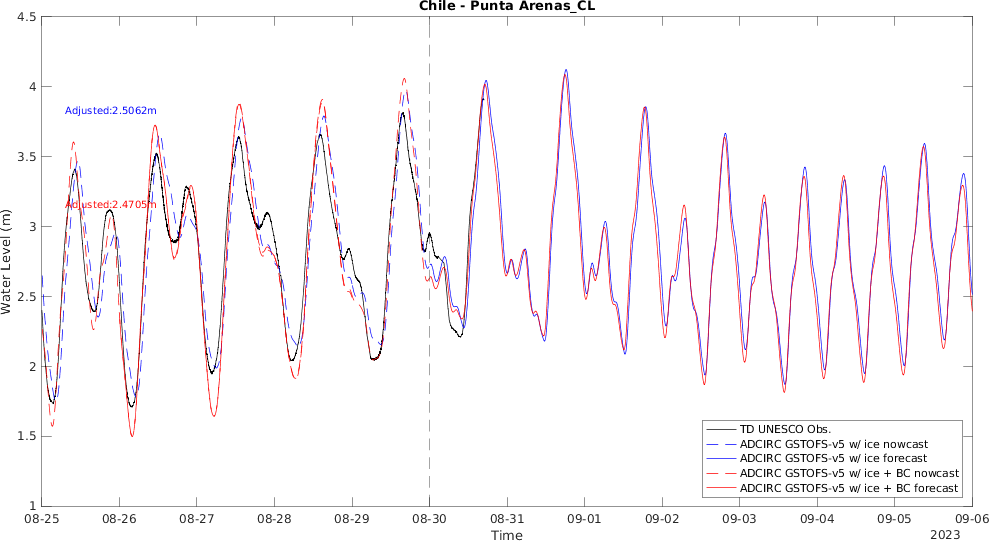 Chile - Punta Arenas_CL
4.5
4
3.5
3
2.5
2
1.5
1
Water Level (m)
Adjusted:2.5062m
Adjusted:2.4705m
TD UNESCO Obs.
ADCIRC GSTOFS-v5 w/ ice nowcast
ADCIRC GSTOFS-v5 w/ ice forecast
ADCIRC GSTOFS-v5 w/ ice + BC nowcast
ADCIRC GSTOFS-v5 w/ ice + BC forecast
08-25 08-26 08-27 08-28 08-29 08-30 08-31 09-01 09-02 09-03 09-04 09-05 09-06
Time
2023